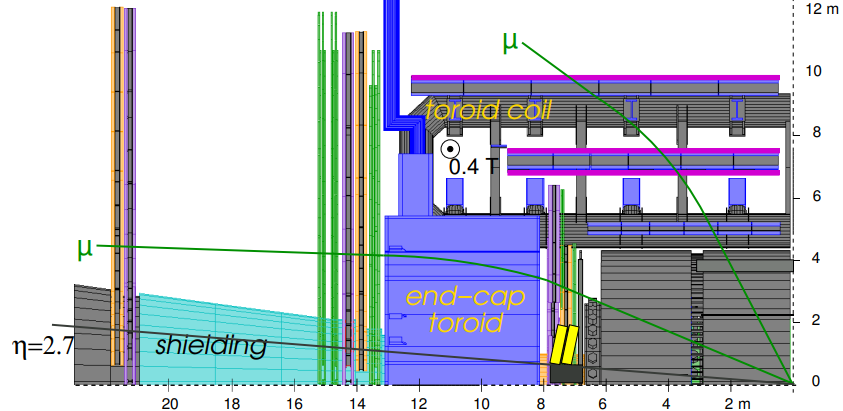 12 m
μ
10
toroid coil
8
0.4 T
6
μ
4
end-cap
toroid
2
η=2.7
shielding
0
20 18 16 14 12 10 8 6 4 2 m